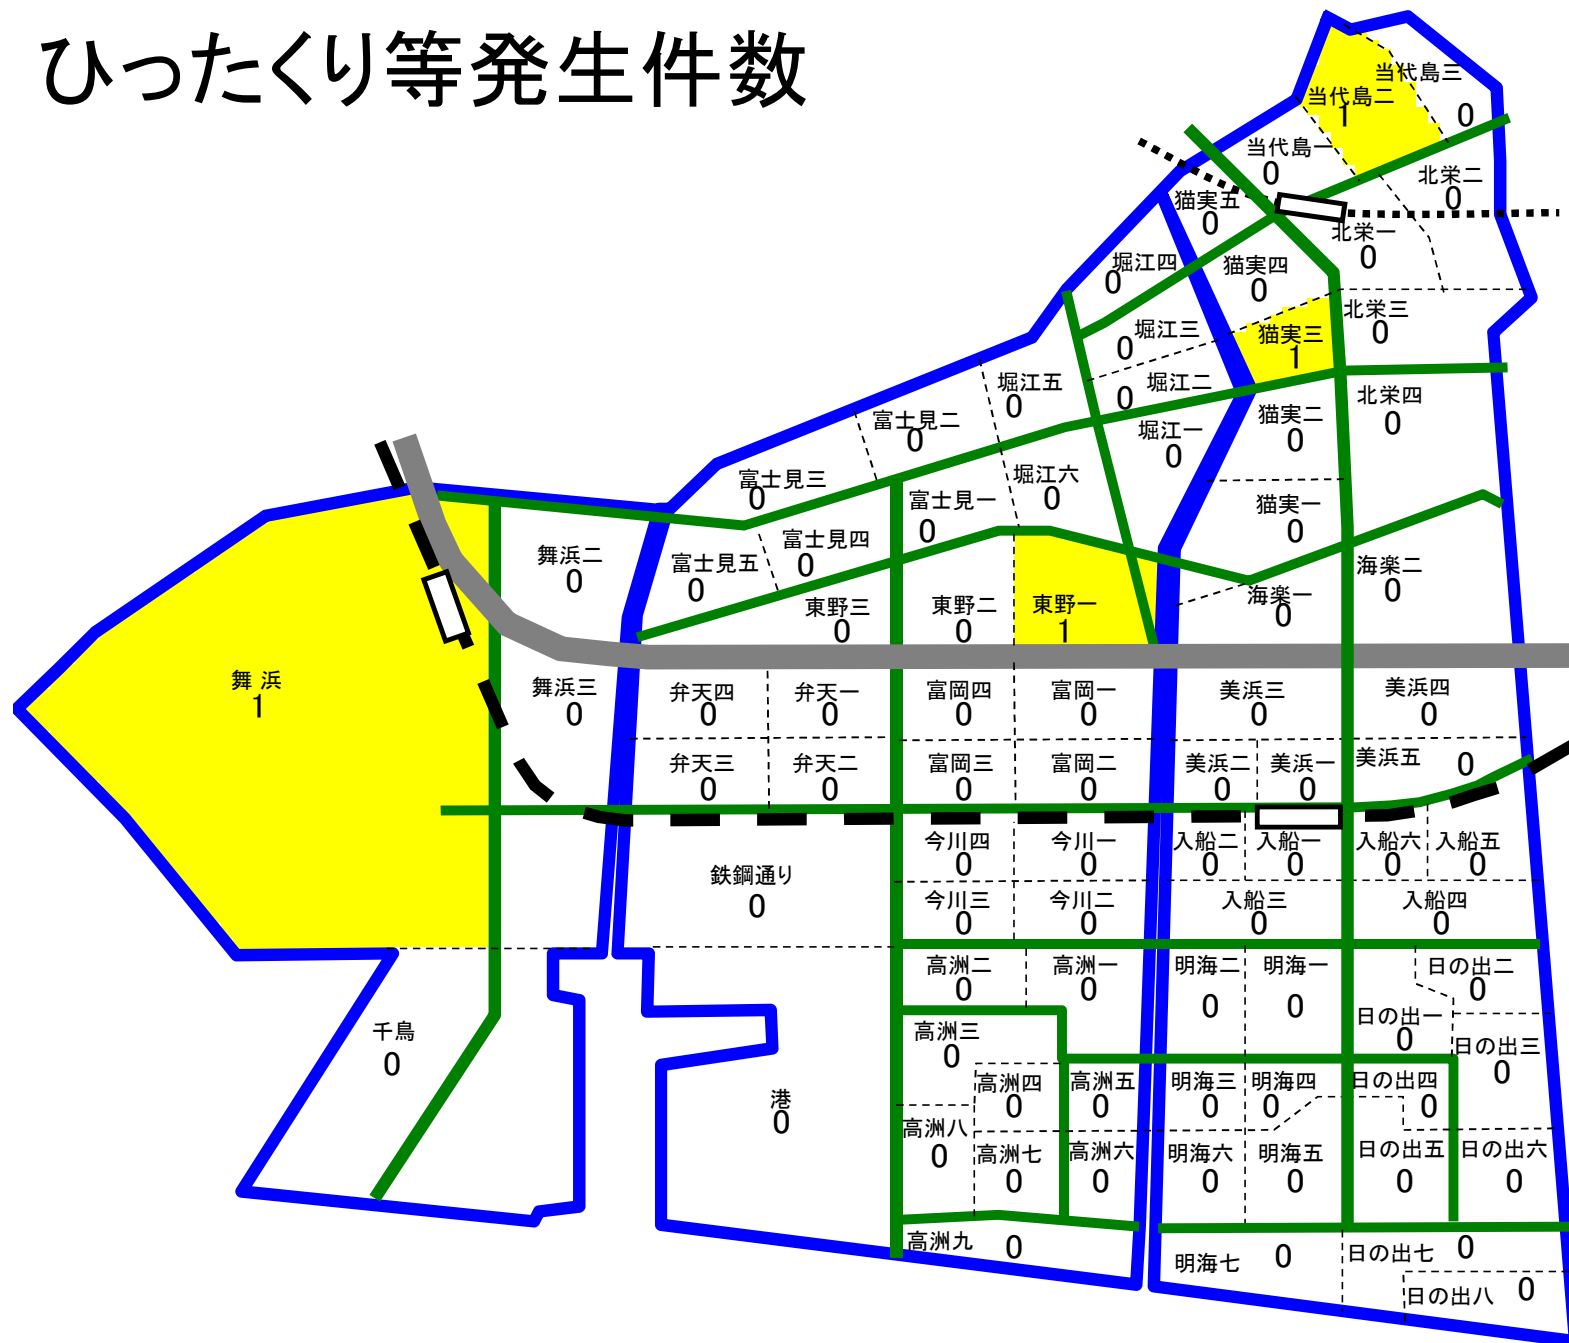 ひったくり等発生件数
当代島三
0
当代島二
1
当代島一
0
北栄二
0
猫実五
0
北栄一
0
堀江四
0
猫実四
0
北栄三
0
堀江三
0
猫実三
1
堀江五
0
堀江二
0
北栄四
0
富士見二
0
堀江一
0
猫実二
0
富士見三
0
堀江六
0
富士見一
0
猫実一
0
富士見四
0
舞浜二
0
富士見五
0
海楽二
0
海楽一
0
東野三
0
東野二
0
東野一
1
舞 浜
1
舞浜三
0
弁天四
0
弁天一
0
富岡四
0
富岡一
0
美浜三
0
美浜四
0
弁天三
0
弁天二
0
富岡三
0
富岡二
0
美浜二
0
美浜一
0
美浜五
0
今川四
0
今川一
0
入船二
0
入船一
0
入船六
0
入船五
0
鉄鋼通り
0
今川三
0
今川二
0
入船三
0
入船四
0
高洲二
0
高洲一
0
明海二
0
明海一
0
日の出二
0
日の出一
0
千鳥
0
高洲三
0
日の出三
0
高洲四
0
高洲五
0
明海三
0
明海四
0
日の出四
0
港
0
高洲八
0
高洲七
0
高洲六
0
明海六
0
明海五
0
日の出五
0
日の出六
0
高洲九
0
明海七
0
日の出七
0
日の出八
0